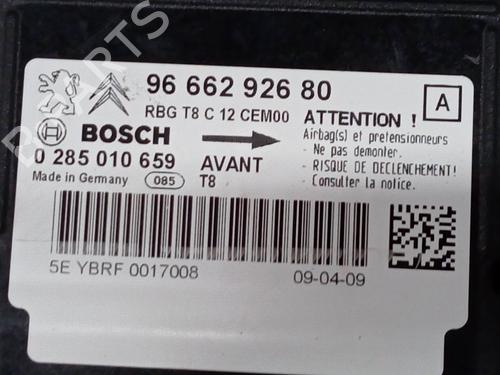 96 662 926 80
RBG T8 C 12 CEM00
ATTENTION !
A
BOSCH
Airbag(s) et pretensionneurs
- Ne pas demonter.
0 285 010 659
AVANT
- RISQUE DE DECLENCHEMENT!
Made in Germany
085
T8
- Consulter la notice.
5E YBRF 0017008
09-04-09